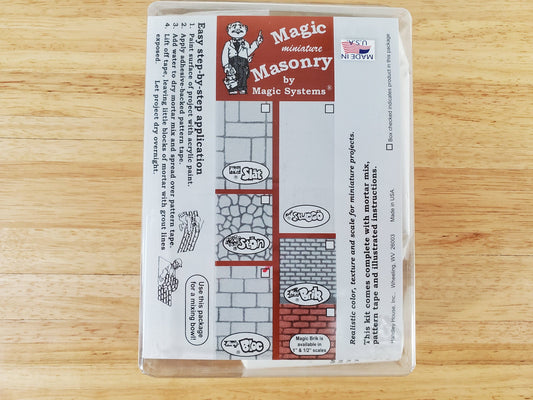 Magic
miniature
Masonry
by
Magic Systems®
MADE IN
U.S.A.
Box checked indicates product in this package
Easy step-by-step application
1. Paint surface of project with acrylic paint.
2. Apply adhesive-backed pattern tape.
3. Add water to dry mortar mix and spread over pattern tape.
4. Lift off tape, leaving little blocks of mortar with grout lines
exposed.
Let project dry overnight.
Use this package
for a mixing bowl!
Slat
Stucco
Stön
Brik
Bloc
Magic Brik is
available in
1" & 1/2" scales
Realistic color, texture and scale for miniature projects.
This kit comes complete with mortar mix,
pattern tape and illustrated instructions.
House, Inc. Wheeling, WV. 26003 Made in USA